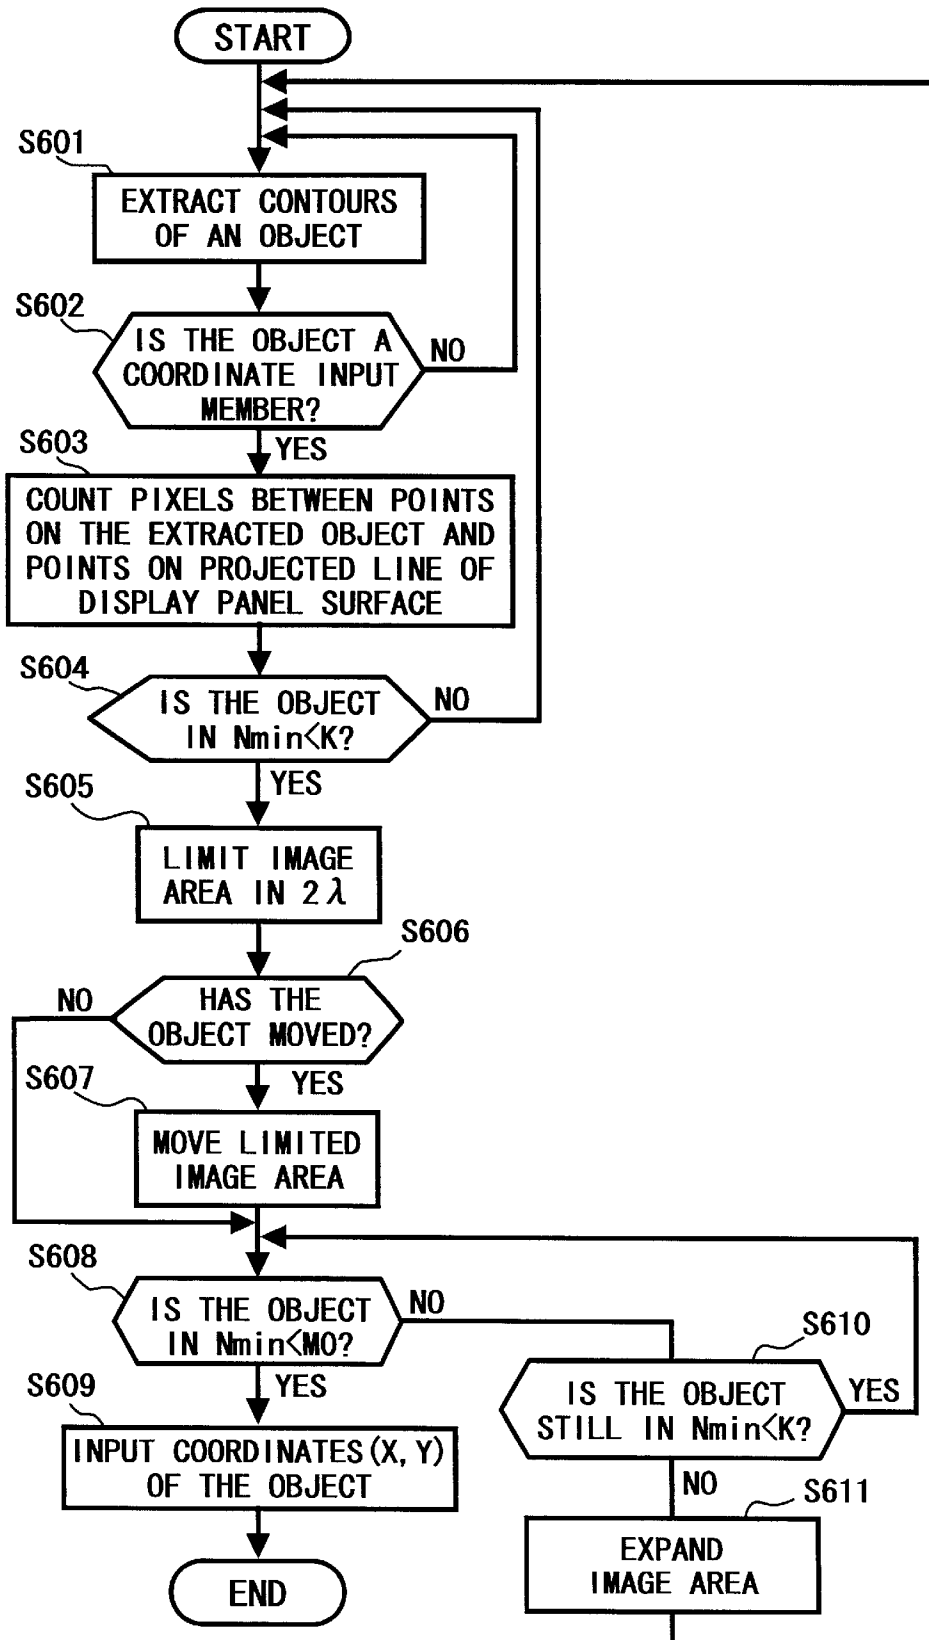 START
S601
EXTRACT CONTOURS
OF AN OBJECT
S602
IS THE OBJECT A
COORDINATE INPUT
MEMBER?
NO
YES
S603
COUNT PIXELS BETWEEN POINTS
ON THE EXTRACTED OBJECT AND
POINTS ON PROJECTED LINE OF
DISPLAY PANEL SURFACE
S604
IS THE OBJECT
IN Nmin<K?
NO
YES
S605
LIMIT IMAGE
AREA IN 2λ
S606
HAS THE
OBJECT MOVED?
NO
YES
S607
MOVE LIMITED
IMAGE AREA
S608
IS THE OBJECT
IN Nmin<M0?
NO
YES
S610
IS THE OBJECT
STILL IN Nmin<K?
YES
NO
S609
INPUT COORDINATES(X,Y)
OF THE OBJECT
S611
EXPAND
IMAGE AREA
END